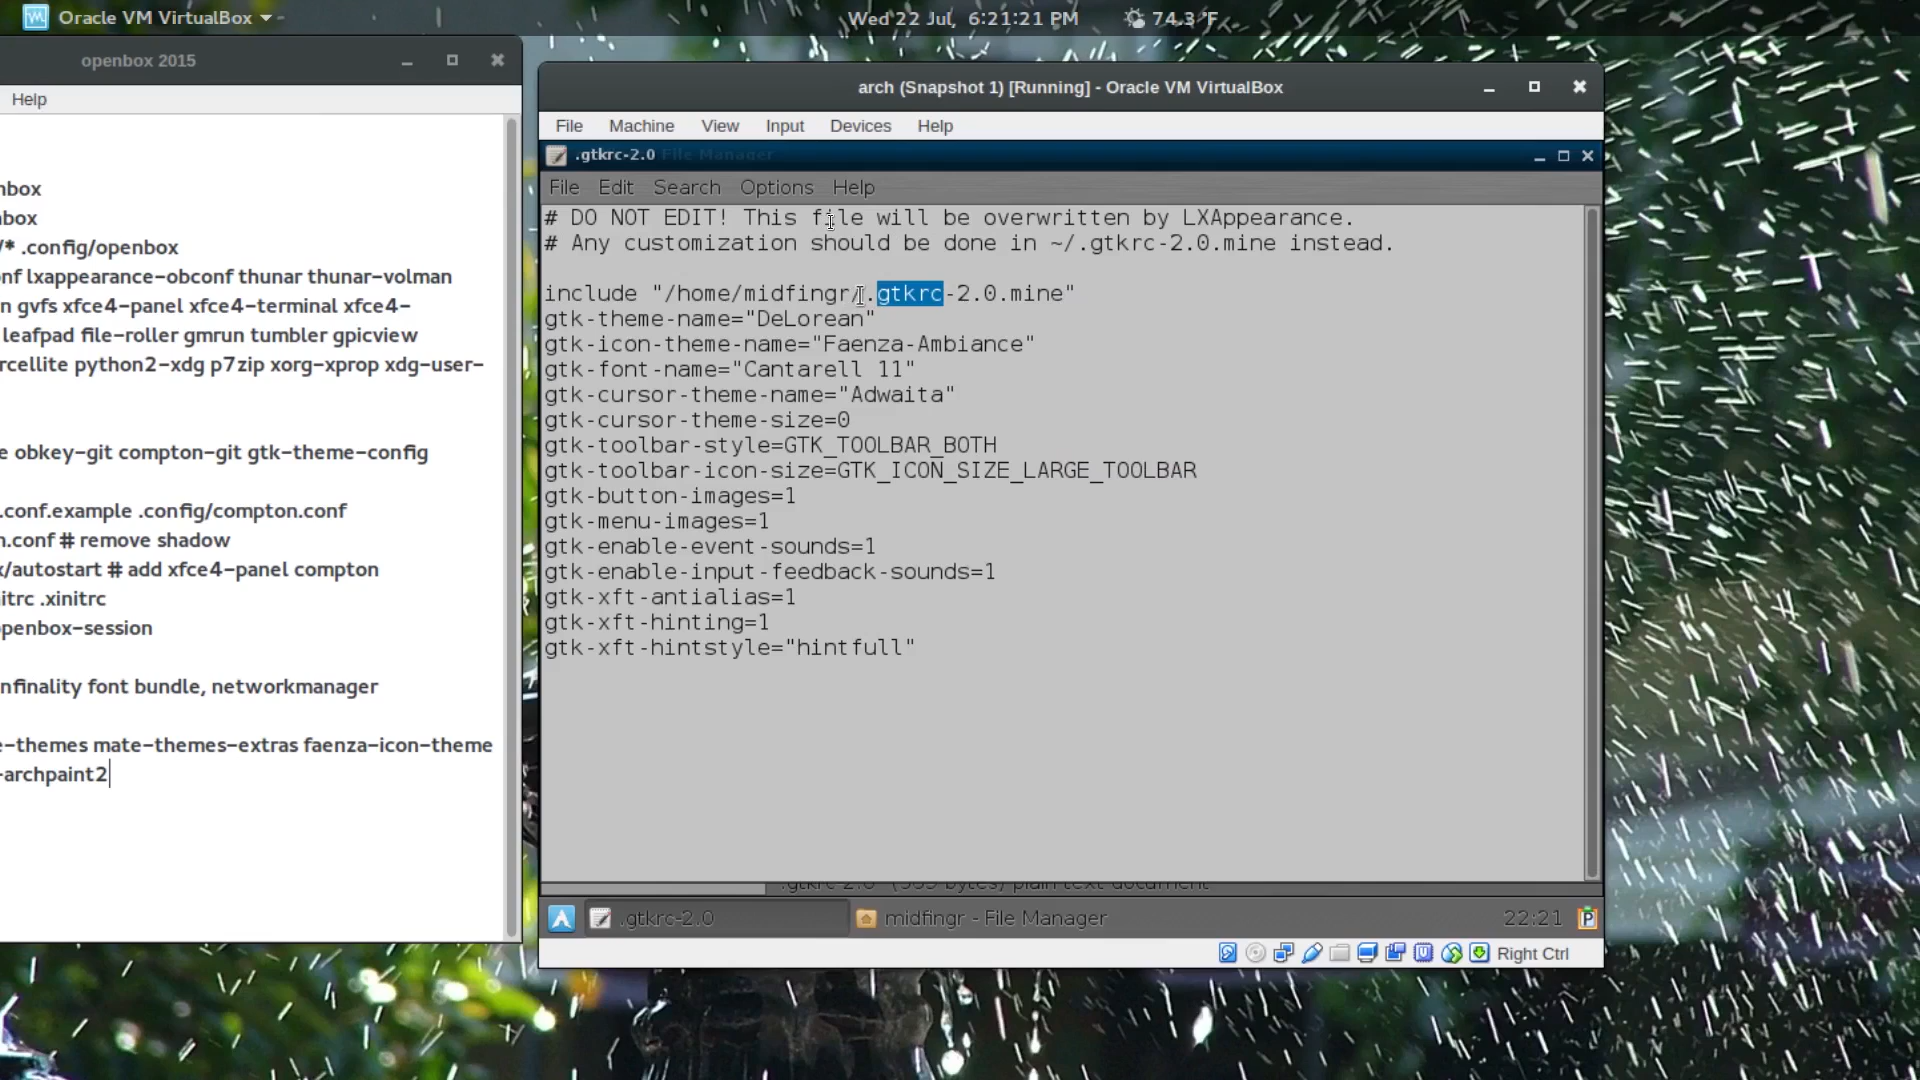 Oracle VM VirtualBox
Wed 22 Jul, 6:21:21 PM
74.3 °F
openbox 2015
Help
nbox
nbox
/* .config/openbox
onf lxappearance-obconf thunar thunar-volman
n gvfs xfce4-panel xfce4-terminal xfce4-
leafpad file-roller gmrun tumbler gpicview
rcellite python2-xdg p7zip xorg-xprop xdg-user-
e obkey-git compton-git gtk-theme-config
.conf.example .config/compton.conf
n.conf # remove shadow
x/autostart # add xfce4-panel compton
itrc .xinitrc
openbox-session
nfinality font bundle, networkmanager
e-themes mate-themes-extras faenza-icon-theme
-archpaint2
arch (Snapshot 1) [Running] - Oracle VM VirtualBox
File Machine View Input Devices Help
.gtkrc-2.0 File Manager
File Edit Search Options Help
# DO NOT EDIT! This file will be overwritten by LXAppearance.
# Any customization should be done in ~/.gtkrc-2.0.mine instead.
include "/home/midfingr/.gtkrc-2.0.mine"
gtk-theme-name="DeLorean"
gtk-icon-theme-name="Faenza-Ambiance"
gtk-font-name="Cantarell 11"
gtk-cursor-theme-name="Adwaita"
gtk-cursor-theme-size=0
gtk-toolbar-style=GTK_TOOLBAR_BOTH
gtk-toolbar-icon-size=GTK_ICON_SIZE_LARGE_TOOLBAR
gtk-button-images=1
gtk-menu-images=1
gtk-enable-event-sounds=1
gtk-enable-input-feedback-sounds=1
gtk-xft-antialias=1
gtk-xft-hinting=1
gtk-xft-hintstyle="hintfull"
plain text document
.gtkrc-2.0
midfingr - File Manager
22:21
P
Right Ctrl